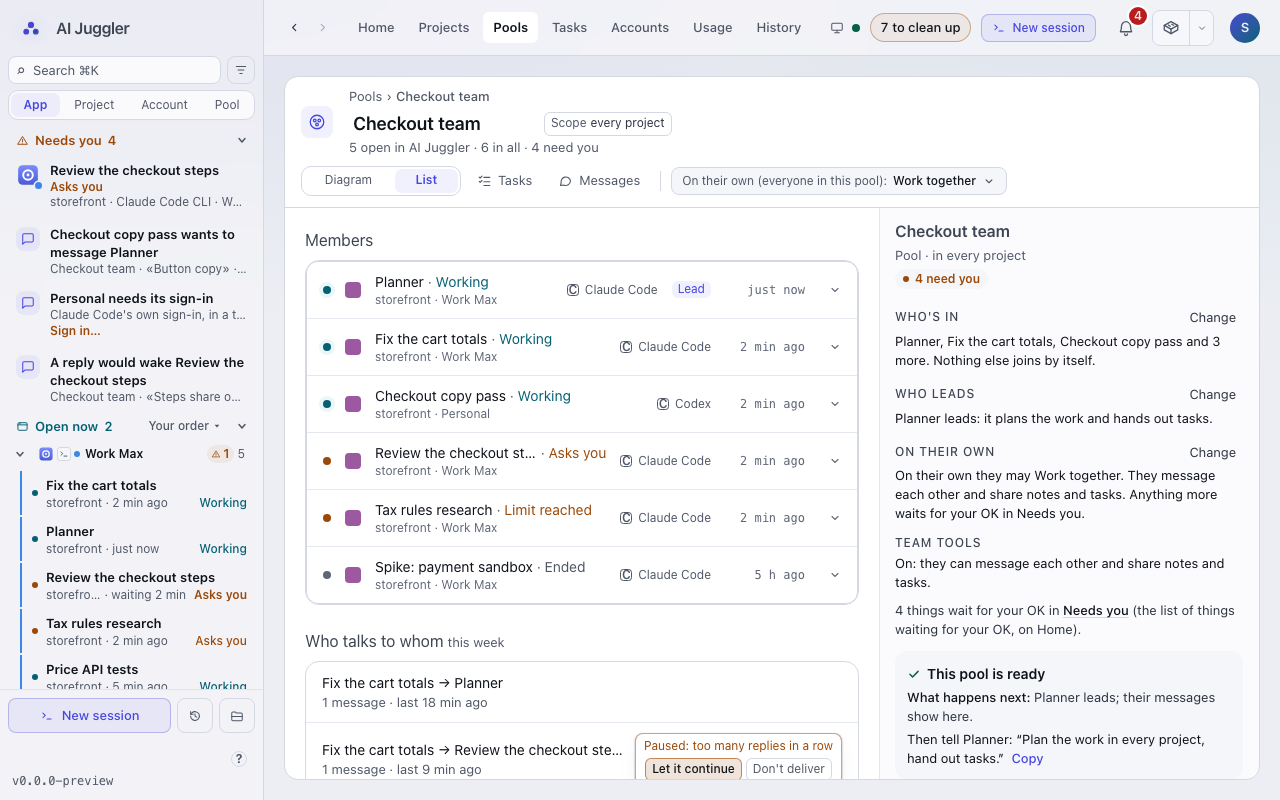 AI Juggler
Search ⌘K
App Project Account Pool
Needs you 4
Review the checkout steps
Asks you
storefront · Claude Code CLI · W...
Checkout copy pass wants to
message Planner
Checkout team · «Button copy» ·...
Personal needs its sign-in
Claude Code's own sign-in, in a t...
Sign in...
A reply would wake Review the
checkout steps
Checkout team · «Steps share o...
Open now 2 Your order
Work Max 1 5
Fix the cart totals
storefront · 2 min ago Working
Planner
storefront · just now Working
Review the checkout steps
storefro... · waiting 2 min Asks you
Tax rules research
storefront · 2 min ago Asks you
Price API tests
storefront · 5 min ago Working
New session
?
v0.0.0-preview
Home Projects Pools Tasks Accounts Usage History 7 to clean up New session 4 S
Pools › Checkout team
Checkout team Scope every project
5 open in AI Juggler · 6 in all · 4 need you
Diagram List Tasks Messages On their own (everyone in this pool): Work together
Members
Planner · Working
storefront · Work Max
Claude Code Lead just now
Fix the cart totals · Working
storefront · Work Max
Claude Code 2 min ago
Checkout copy pass · Working
storefront · Personal
Codex 2 min ago
Review the checkout st... · Asks you
storefront · Work Max
Claude Code 2 min ago
Tax rules research · Limit reached
storefront · Work Max
Claude Code 2 min ago
Spike: payment sandbox · Ended
storefront · Work Max
Claude Code 5 h ago
Who talks to whom this week
Fix the cart totals → Planner
1 message · last 18 min ago
Fix the cart totals → Review the checkout ste...
1 message · last 9 min ago
Paused: too many replies in a row
Let it continue Don't deliver
Checkout team
Pool · in every project
4 need you
WHO'S IN Change
Planner, Fix the cart totals, Checkout copy pass and 3
more. Nothing else joins by itself.
WHO LEADS Change
Planner leads: it plans the work and hands out tasks.
ON THEIR OWN Change
On their own they may Work together. They message
each other and share notes and tasks. Anything more
waits for your OK in Needs you.
TEAM TOOLS
On: they can message each other and share notes and
tasks.
4 things wait for your OK in Needs you (the list of things
waiting for your OK, on Home).
This pool is ready
What happens next: Planner leads; their messages
show here.
Then tell Planner: “Plan the work in every project,
hand out tasks.” Copy